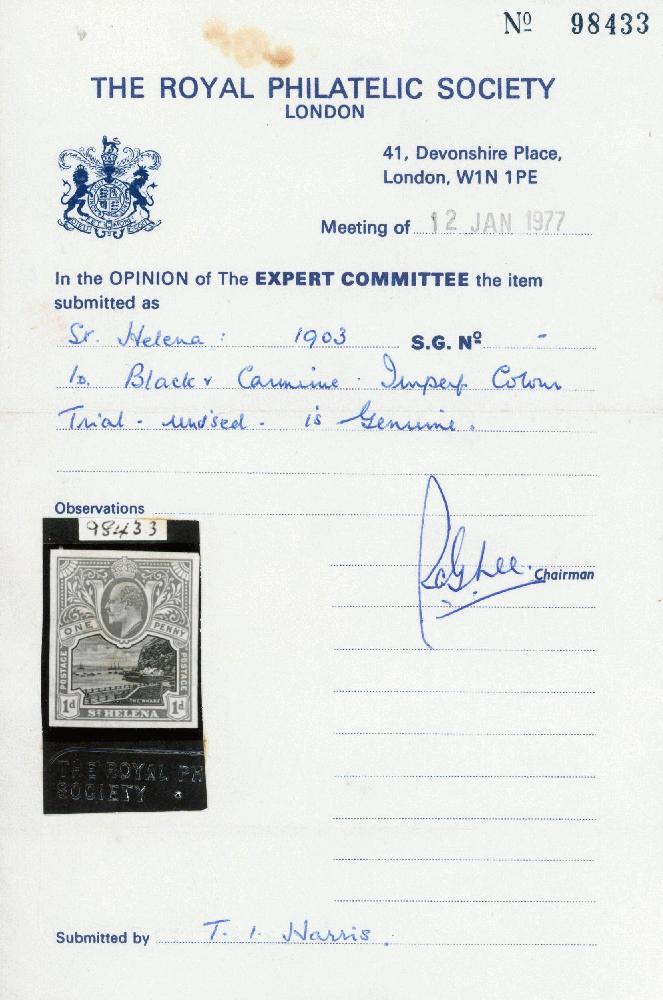 Nº 98433
THE ROYAL PHILATELIC SOCIETY
LONDON
41, Devonshire Place,
London, W1N 1PE
Meeting of 12 JAN 1977
In the OPINION of The EXPERT COMMITTEE the item
submitted as
St. Helena : 1903 S.G. Nº -
1D. Black & Carmine. Imperf Colour
Trial - unused - is Genuine.
Observations
98433
ONE PENNY
POSTAGE POSTAGE
THE WHARF
1d ST HELENA 1d
THE ROYAL PH
SOCIETY
Chairman
Submitted by T. I. Harris.